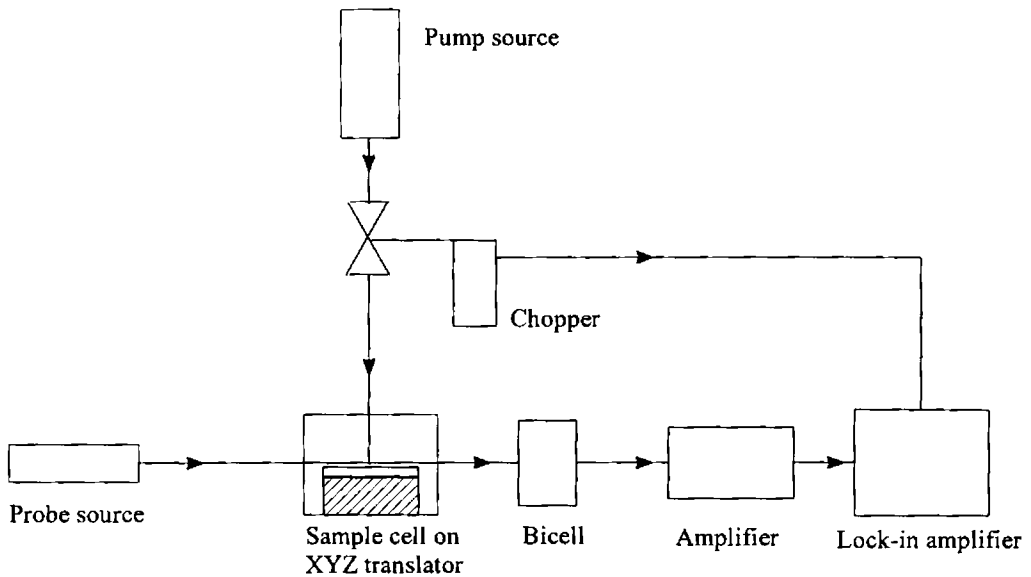 Pump source
Chopper
Probe source
Sample cell on
XYZ translator
Bicell
Amplifier
Lock-in amplifier